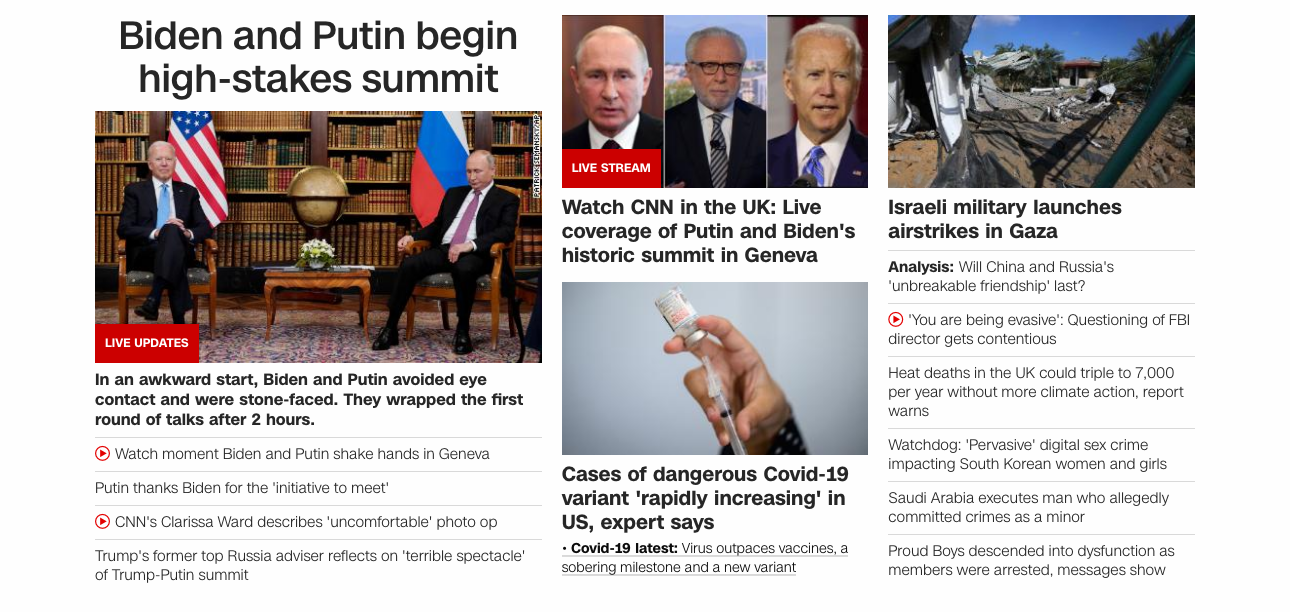 Biden and Putin begin
high-stakes summit
PATRICK SEMANSKY/AP
LIVE UPDATES
In an awkward start, Biden and Putin avoided eye
contact and were stone-faced. They wrapped the first
round of talks after 2 hours.
Watch moment Biden and Putin shake hands in Geneva
Putin thanks Biden for the 'initiative to meet'
CNN's Clarissa Ward describes 'uncomfortable' photo op
Trump's former top Russia adviser reflects on 'terrible spectacle'
of Trump-Putin summit
LIVE STREAM
Watch CNN in the UK: Live
coverage of Putin and Biden's
historic summit in Geneva
Cases of dangerous Covid-19
variant 'rapidly increasing' in
US, expert says
• Covid-19 latest: Virus outpaces vaccines, a
sobering milestone and a new variant
Israeli military launches
airstrikes in Gaza
Analysis: Will China and Russia's
'unbreakable friendship' last?
'You are being evasive': Questioning of FBI
director gets contentious
Heat deaths in the UK could triple to 7,000
per year without more climate action, report
warns
Watchdog: 'Pervasive' digital sex crime
impacting South Korean women and girls
Saudi Arabia executes man who allegedly
committed crimes as a minor
Proud Boys descended into dysfunction as
members were arrested, messages show